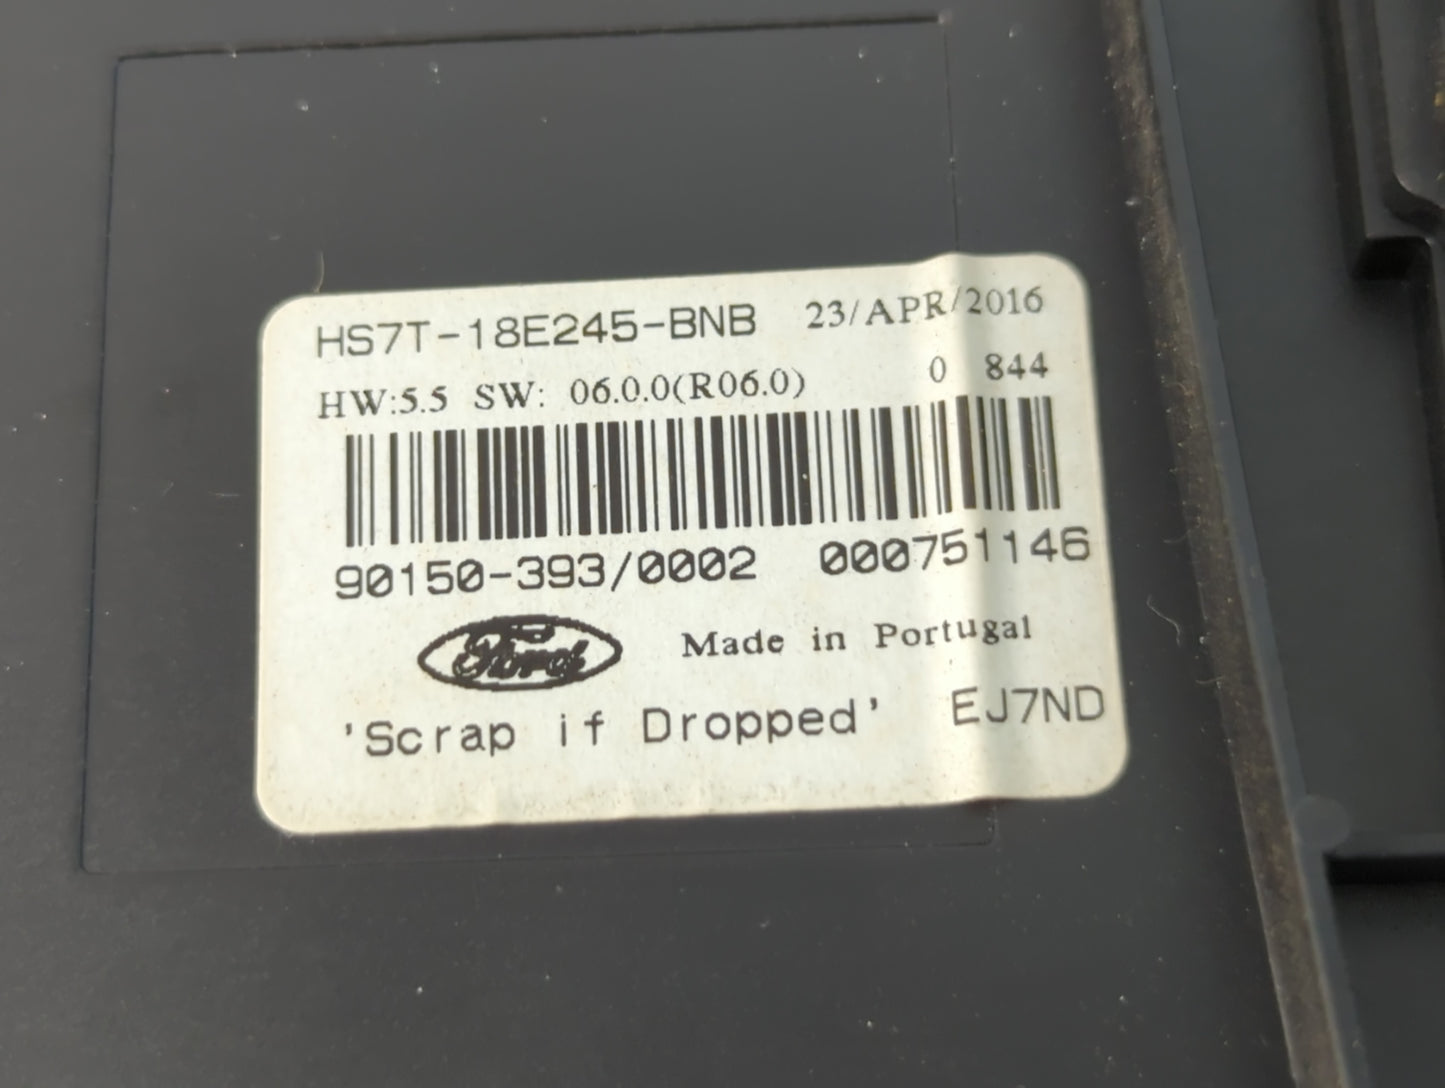 HS7T-18E245-BNB 23/APR/2016
HW:5.5 SW: 06.0.0(R06.0) 0 844
90150-393/0002 000751146
Ford Made in Portugal
'Scrap if Dropped' EJ7ND